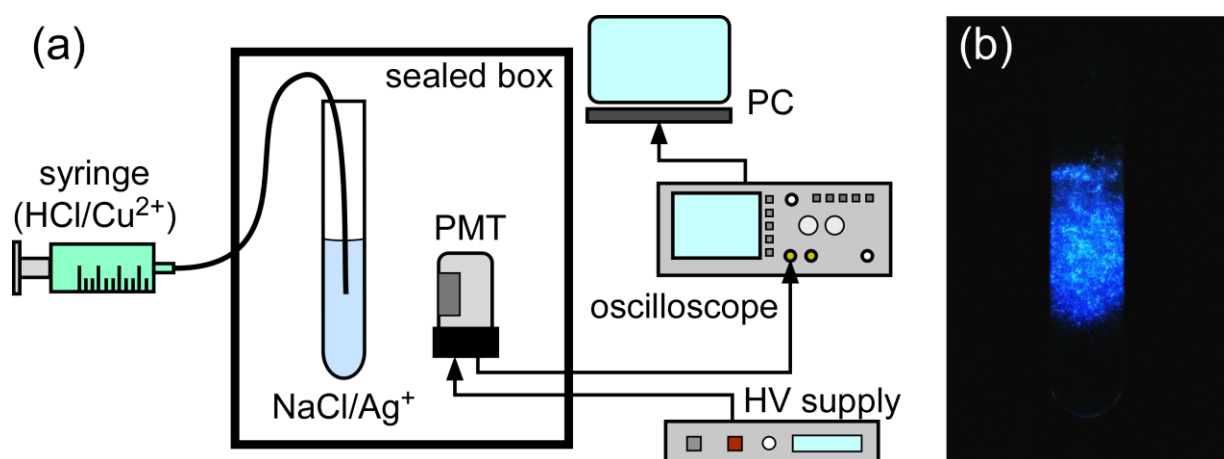 (a)
sealed box
PC
syringe
(HCl/Cu²⁺)
PMT
oscilloscope
NaCl/Ag⁺
HV supply
(b)